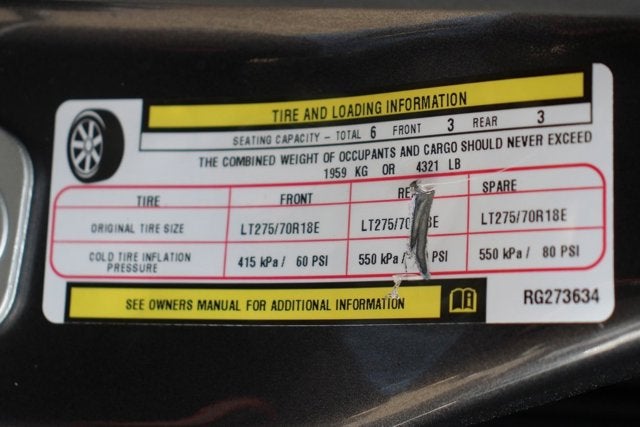 TIRE AND LOADING INFORMATION
SEATING CAPACITY - TOTAL 6 FRONT 3 REAR 3
THE COMBINED WEIGHT OF OCCUPANTS AND CARGO SHOULD NEVER EXCEED
1959 KG OR 4321 LB
TIRE FRONT SPARE
ORIGINAL TIRE SIZE LT275/70R18E LT275/70R18E
COLD TIRE INFLATION PRESSURE 415 kPa / 60 PSI 550 kPa / PSI 550 kPa / 80 PSI
SEE OWNERS MANUAL FOR ADDITIONAL INFORMATION
RG273634